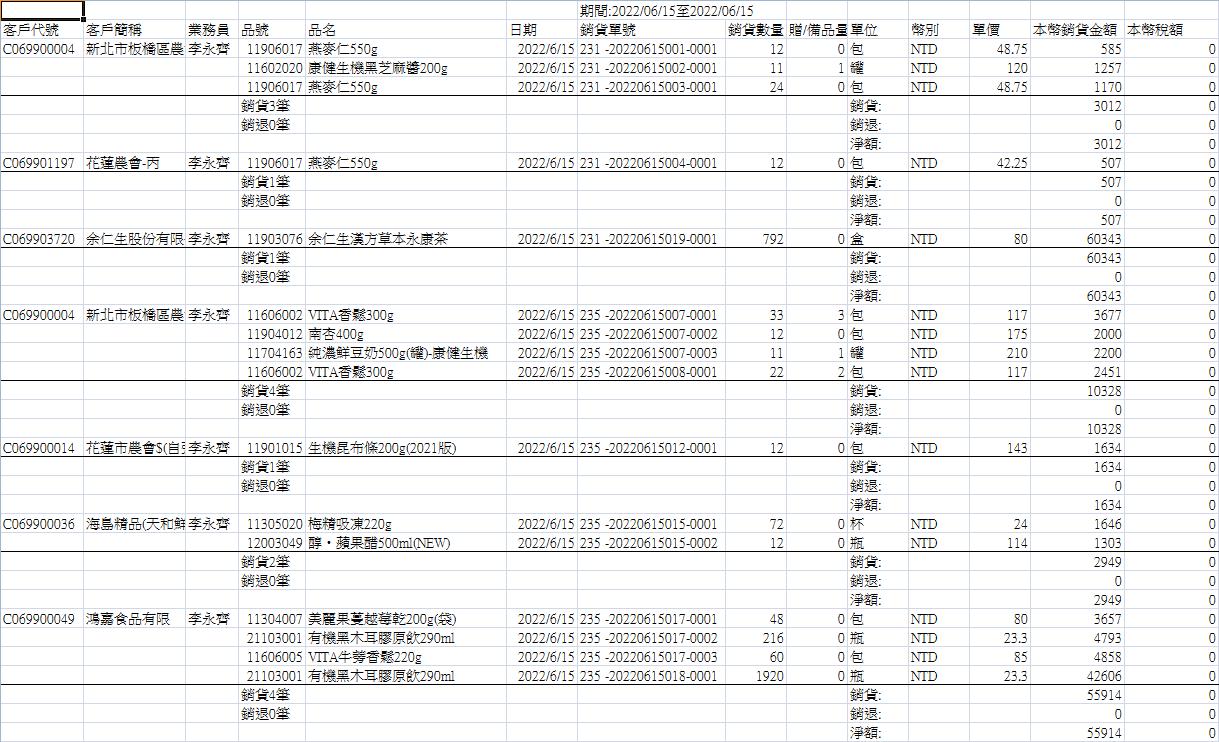 期間:2022/06/15至2022/06/15
客戶代號 客戶簡稱 業務員 品號 品名 日期 銷貨單號 銷貨數量 贈/備品量 單位 幣別 單價 本幣銷貨金額 本幣稅額
C069900004 新北市板橋區農 李永齊 11906017 燕麥仁550g 2022/6/15 231 -20220615001-0001 12 0 包 NTD 48.75 585 0
11602020 康健生機黑芝麻醬200g 2022/6/15 231 -20220615002-0001 11 1 罐 NTD 120 1257 0
11906017 燕麥仁550g 2022/6/15 231 -20220615003-0001 24 0 包 NTD 48.75 1170 0
銷貨3筆 銷貨: 3012 0
銷退0筆 銷退: 0 0
淨額: 3012 0
C069901197 花蓮農會-丙 李永齊 11906017 燕麥仁550g 2022/6/15 231 -20220615004-0001 12 0 包 NTD 42.25 507 0
銷貨1筆 銷貨: 507 0
銷退0筆 銷退: 0 0
淨額: 507 0
C069903720 余仁生股份有限 李永齊 11903076 余仁生漢方草本永康茶 2022/6/15 231 -20220615019-0001 792 0 盒 NTD 80 60343 0
銷貨1筆 銷貨: 60343 0
銷退0筆 銷退: 0 0
淨額: 60343 0
C069900004 新北市板橋區農 李永齊 11606002 VITA香鬆300g 2022/6/15 235 -20220615007-0001 33 3 包 NTD 117 3677 0
11904012 南杏400g 2022/6/15 235 -20220615007-0002 12 0 包 NTD 175 2000 0
11704163 純濃鮮豆奶500g(罐)-康健生機 2022/6/15 235 -20220615007-0003 11 1 罐 NTD 210 2200 0
11606002 VITA香鬆300g 2022/6/15 235 -20220615008-0001 22 2 包 NTD 117 2451 0
銷貨4筆 銷貨: 10328 0
銷退0筆 銷退: 0 0
淨額: 10328 0
C069900014 花蓮市農會$(自 李永齊 11901015 生機昆布條200g(2021版) 2022/6/15 235 -20220615012-0001 12 0 包 NTD 143 1634 0
銷貨1筆 銷貨: 1634 0
銷退0筆 銷退: 0 0
淨額: 1634 0
C069900036 海島精品(天和鮮 李永齊 11305020 梅精吸凍220g 2022/6/15 235 -20220615015-0001 72 0 杯 NTD 24 1646 0
12003049 醇‧蘋果醋500ml(NEW) 2022/6/15 235 -20220615015-0002 12 0 瓶 NTD 114 1303 0
銷貨2筆 銷貨: 2949 0
銷退0筆 銷退: 0 0
淨額: 2949 0
C069900049 鴻嘉食品有限 李永齊 11304007 美麗果蔓越莓乾200g(袋) 2022/6/15 235 -20220615017-0001 48 0 包 NTD 80 3657 0
21103001 有機黑木耳膠原飲290ml 2022/6/15 235 -20220615017-0002 216 0 瓶 NTD 23.3 4793 0
11606005 VITA牛蒡香鬆220g 2022/6/15 235 -20220615017-0003 60 0 包 NTD 85 4858 0
21103001 有機黑木耳膠原飲290ml 2022/6/15 235 -20220615018-0001 1920 0 瓶 NTD 23.3 42606 0
銷貨4筆 銷貨: 55914 0
銷退0筆 銷退: 0 0
淨額: 55914 0